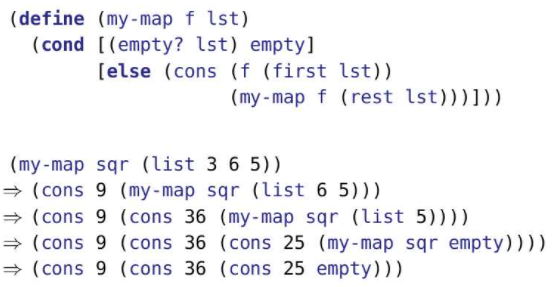 (define (my-map f lst)
  (cond [(empty? lst) empty]
        [else (cons (f (first lst))
                    (my-map f (rest lst)))]))
(my-map sqr (list 3 6 5))
⇒ (cons 9 (my-map sqr (list 6 5)))
⇒ (cons 9 (cons 36 (my-map sqr (list 5))))
⇒ (cons 9 (cons 36 (cons 25 (my-map sqr empty))))
⇒ (cons 9 (cons 36 (cons 25 empty)))